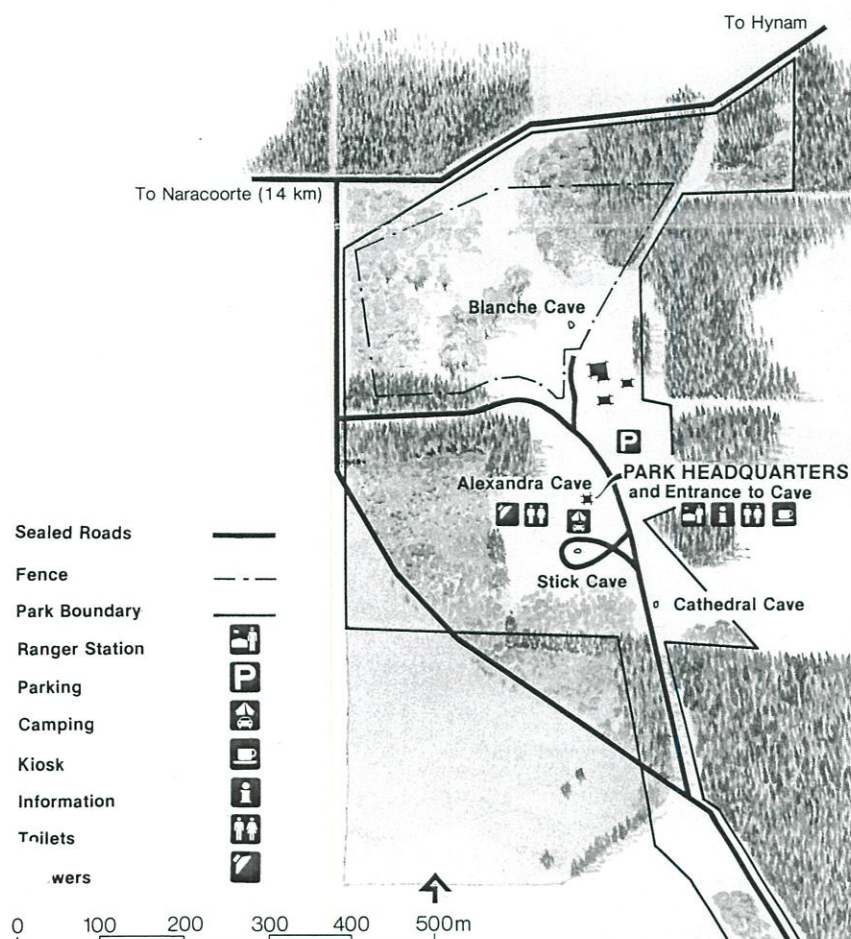 To Hynam
To Naracoorte (14 km)
Blanche Cave
P
PARK HEADQUARTERS
Alexandra Cave
and Entrance to Cave
i
Stick Cave
Cathedral Cave
Sealed Roads
Fence
Park Boundary
Ranger Station
Parking
P
Camping
Kiosk
Information
i
Toilets
wers
0 100 200 300 400 500m